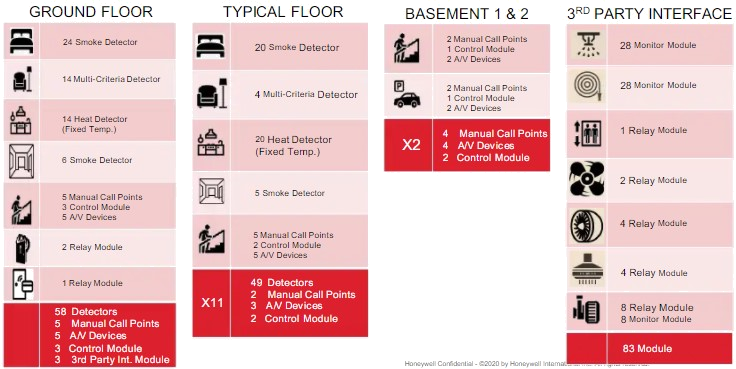 GROUND FLOOR
24 Smoke Detector
14 Multi-Criteria Detector
14 Heat Detector
(Fixed Temp.)
6 Smoke Detector
5 Manual Call Points
3 Control Module
5 A/V Devices
2 Relay Module
1 Relay Module
58 Detectors
5 Manual Call Points
5 A/V Devices
3 Control Module
3 3rd Party Int. Module
TYPICAL FLOOR
20 Smoke Detector
4 Multi-Criteria Detector
20 Heat Detector
(Fixed Temp.)
5 Smoke Detector
5 Manual Call Points
2 Control Module
5 A/V Devices
X11
49 Detectors
2 Manual Call Points
3 A/V Devices
2 Control Module
BASEMENT 1 & 2
2 Manual Call Points
1 Control Module
2 A/V Devices
P
2 Manual Call Points
1 Control Module
2 A/V Devices
X2
4 Manual Call Points
4 A/V Devices
2 Control Module
3RD PARTY INTERFACE
28 Monitor Module
28 Monitor Module
1 Relay Module
2 Relay Module
4 Relay Module
4 Relay Module
8 Relay Module
8 Monitor Module
83 Module
Honeywell Confidential - ©2020 by Honeywell